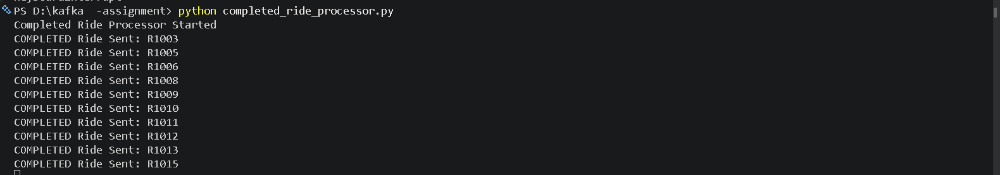 PS D:\kafka  -assignment> python completed_ride_processor.py
Completed Ride Processor Started
COMPLETED Ride Sent: R1003
COMPLETED Ride Sent: R1005
COMPLETED Ride Sent: R1006
COMPLETED Ride Sent: R1008
COMPLETED Ride Sent: R1009
COMPLETED Ride Sent: R1010
COMPLETED Ride Sent: R1011
COMPLETED Ride Sent: R1012
COMPLETED Ride Sent: R1013
COMPLETED Ride Sent: R1015